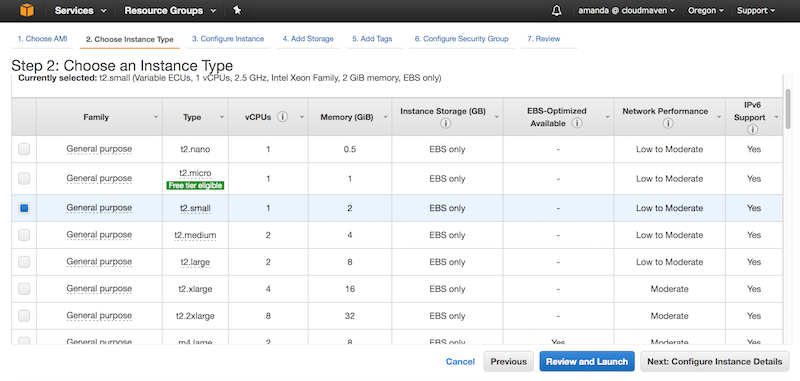 Services Resource Groups amanda @ cloudmaven Oregon Support
1. Choose AMI 2. Choose Instance Type 3. Configure Instance 4. Add Storage 5. Add Tags 6. Configure Security Group 7. Review
Step 2: Choose an Instance Type
Currently selected: t2.small (Variable ECUs, 1 vCPUs, 2.5 GHz, Intel Xeon Family, 2 GiB memory, EBS only)
Family Type vCPUs Memory (GiB) Instance Storage (GB) EBS-Optimized Available Network Performance IPv6 Support
General purpose t2.nano 1 0.5 EBS only - Low to Moderate Yes
General purpose t2.micro Free tier eligible 1 1 EBS only - Low to Moderate Yes
General purpose t2.small 1 2 EBS only - Low to Moderate Yes
General purpose t2.medium 2 4 EBS only - Low to Moderate Yes
General purpose t2.large 2 8 EBS only - Low to Moderate Yes
General purpose t2.xlarge 4 16 EBS only - Moderate Yes
General purpose t2.2xlarge 8 32 EBS only - Moderate Yes
General purpose m4.large 2 8 EBS only Yes Moderate Yes
Cancel Previous Review and Launch Next: Configure Instance Details